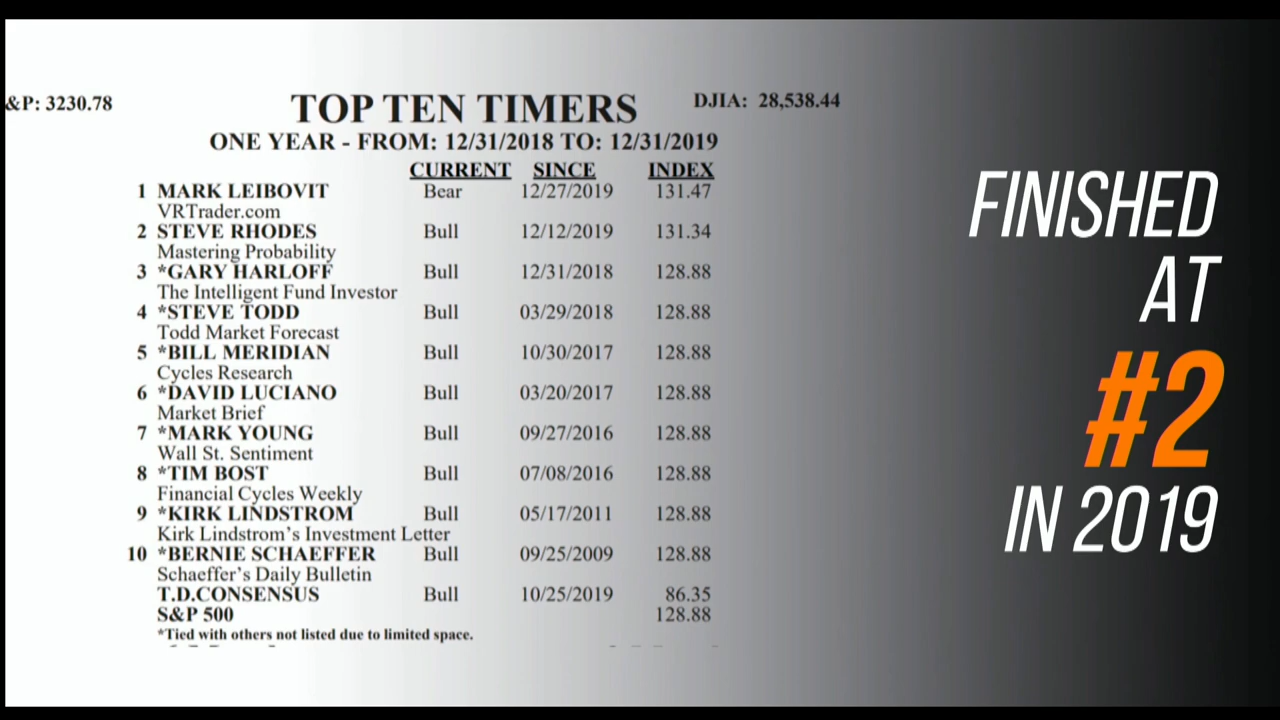 &P: 3230.78
TOP TEN TIMERS
DJIA: 28,538.44
ONE YEAR - FROM: 12/31/2018 TO: 12/31/2019
CURRENT SINCE INDEX
1 MARK LEIBOVIT Bear 12/27/2019 131.47
VRTrader.com
2 STEVE RHODES Bull 12/12/2019 131.34
Mastering Probability
3 *GARY HARLOFF Bull 12/31/2018 128.88
The Intelligent Fund Investor
4 *STEVE TODD Bull 03/29/2018 128.88
Todd Market Forecast
5 *BILL MERIDIAN Bull 10/30/2017 128.88
Cycles Research
6 *DAVID LUCIANO Bull 03/20/2017 128.88
Market Brief
7 *MARK YOUNG Bull 09/27/2016 128.88
Wall St. Sentiment
8 *TIM BOST Bull 07/08/2016 128.88
Financial Cycles Weekly
9 *KIRK LINDSTROM Bull 05/17/2011 128.88
Kirk Lindstrom's Investment Letter
10 *BERNIE SCHAEFFER Bull 09/25/2009 128.88
Schaeffer's Daily Bulletin
T.D.CONSENSUS Bull 10/25/2019 86.35
S&P 500 128.88
*Tied with others not listed due to limited space.
FINISHED
AT
#2
IN 2019